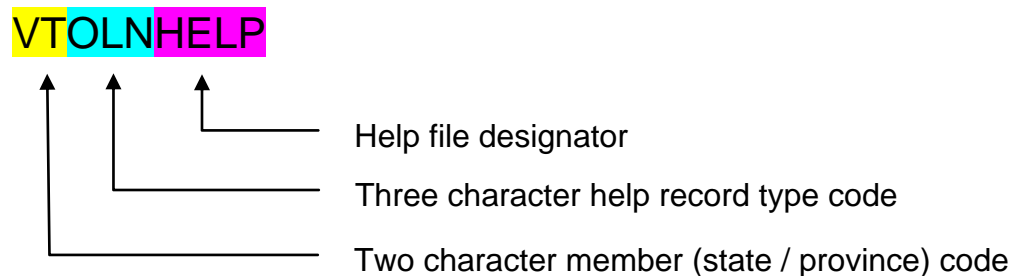 VTOLNHELP
Help file designator
Three character help record type code
Two character member (state / province) code